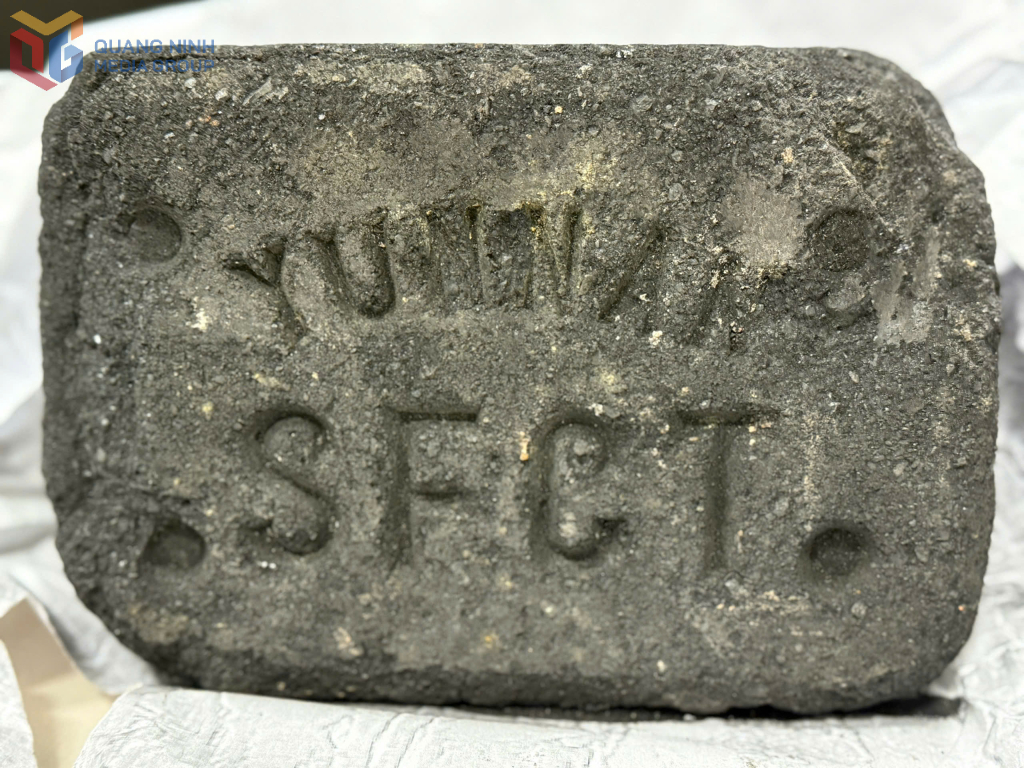 QUANG NINH
MEDIA GROUP
YUNNAN
SFCT